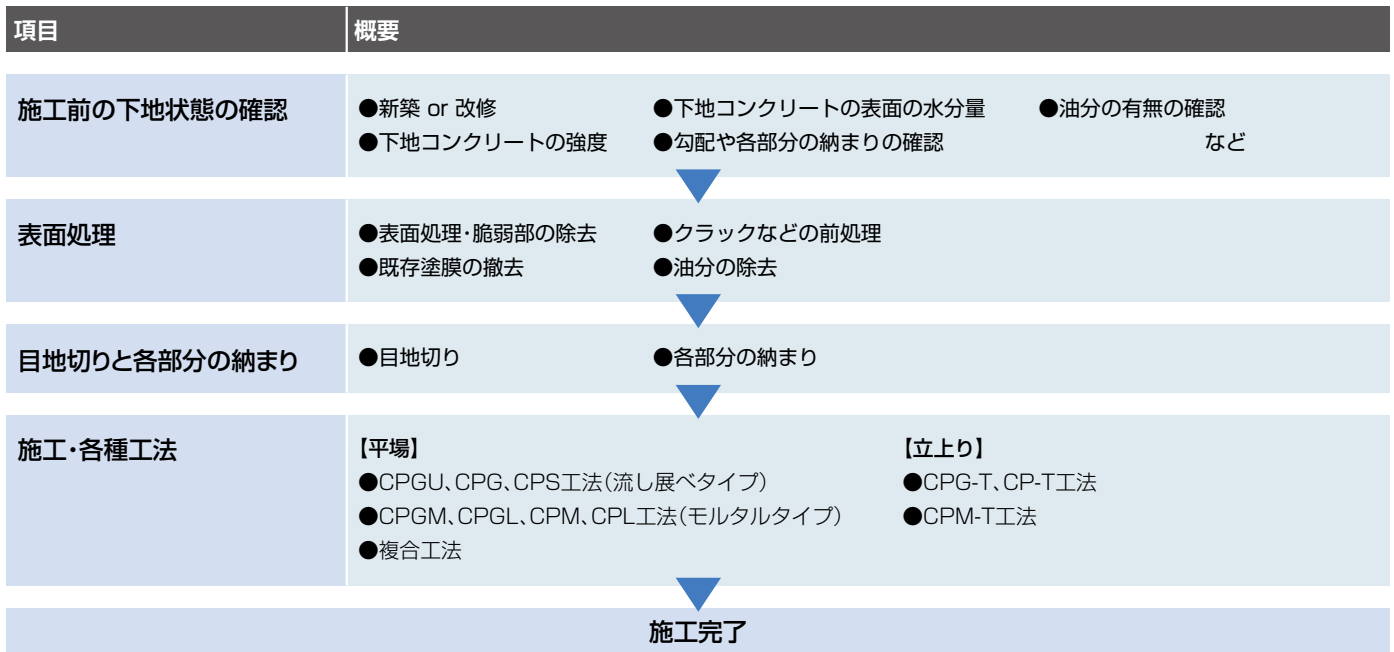 項目 概要
施工前の下地状態の確認 ●新築 or 改修 ●下地コンクリートの表面の水分量 ●油分の有無の確認
●下地コンクリートの強度 ●勾配や各部分の納まりの確認 など
表面処理 ●表面処理・脆弱部の除去 ●クラックなどの前処理
●既存塗膜の撤去 ●油分の除去
目地切りと各部分の納まり ●目地切り ●各部分の納まり
施工・各種工法 【平場】 【立上り】
●CPGU、CPG、CPS工法（流し展べタイプ） ●CPG-T、CP-T工法
●CPGM、CPGL、CPM、CPL工法（モルタルタイプ） ●CPM-T工法
●複合工法
施工完了